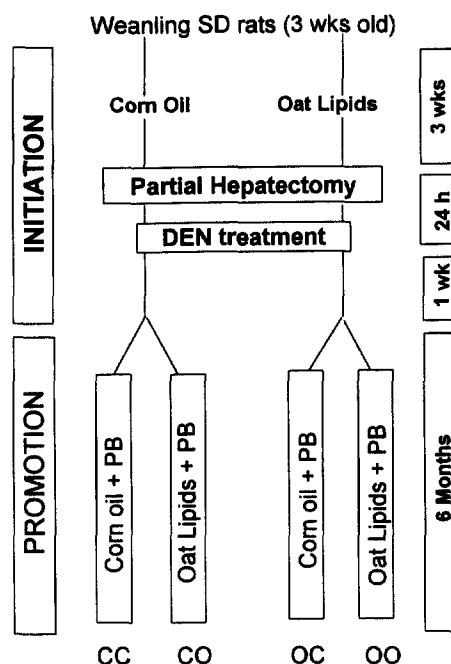 Weanling SD rats (3 wks old)
Corn Oil
Oat Lipids
3 wks
INITIATION
Partial Hepatectomy
24 h
DEN treatment
1 wk
PROMOTION
Corn oil + PB
Oat Lipids + PB
Corn oil + PB
Oat Lipids + PB
6 Months
CC
CO
OC
OO